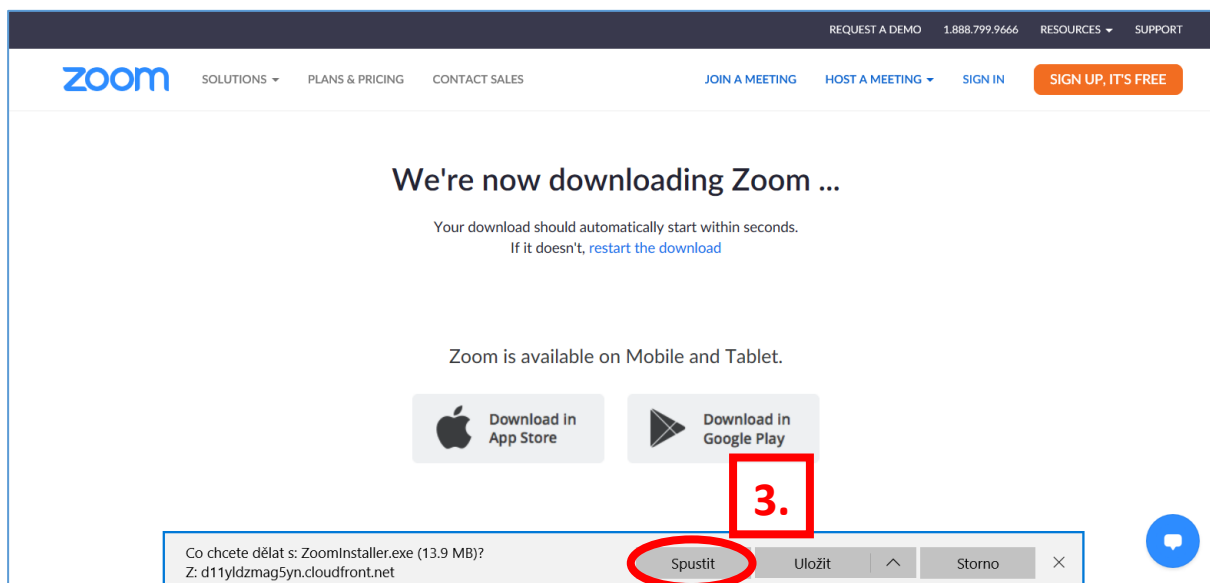 REQUEST A DEMO 1.888.799.9666 RESOURCES SUPPORT
zoom SOLUTIONS PLANS & PRICING CONTACT SALES JOIN A MEETING HOST A MEETING SIGN IN SIGN UP, IT'S FREE
We're now downloading Zoom ...
Your download should automatically start within seconds.
If it doesn't, restart the download
Zoom is available on Mobile and Tablet.
Download in
App Store
Download in
Google Play
3.
Co chcete dělat s: ZoomInstaller.exe (13.9 MB)?
Z: d11yldzmag5yn.cloudfront.net
Spustit Uložit Storno